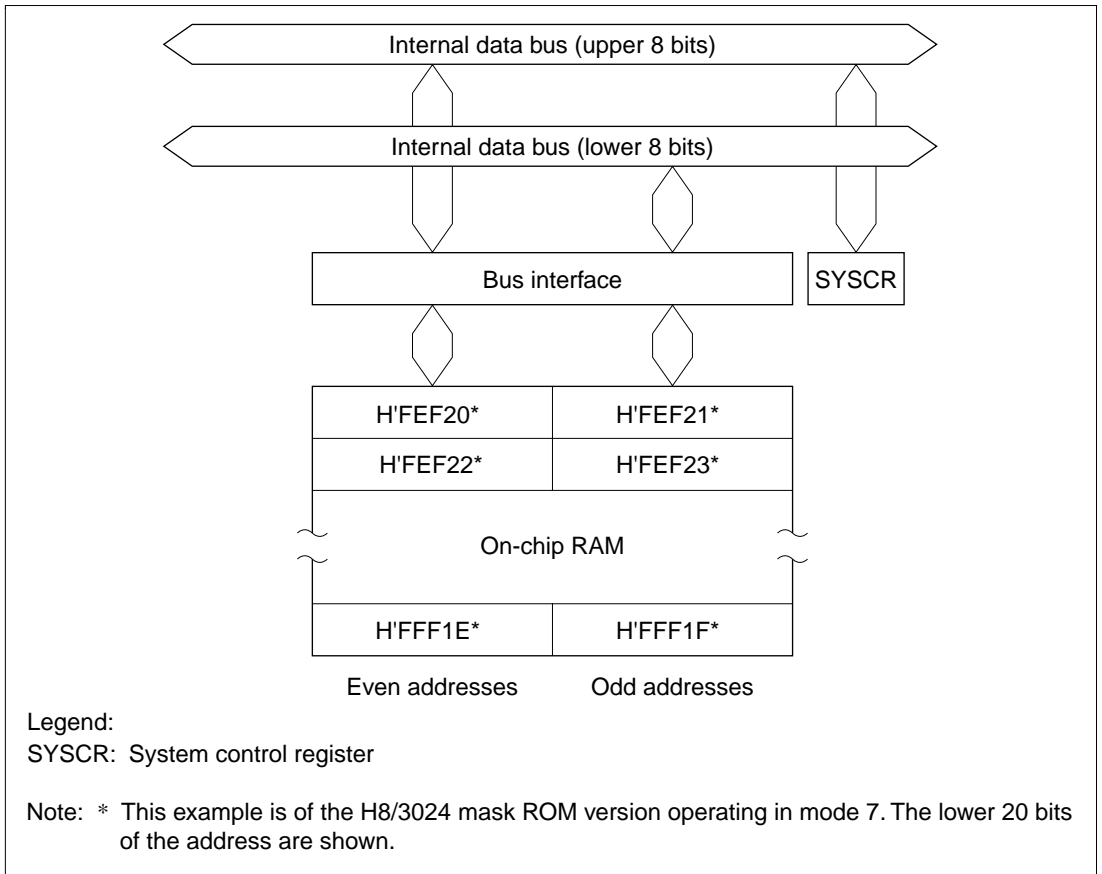 Internal data bus (upper 8 bits)
Internal data bus (lower 8 bits)
Bus interface
SYSCR
H'FEF20* H'FEF21*
H'FEF22* H'FEF23*
On-chip RAM
H'FFF1E* H'FFF1F*
Even addresses Odd addresses
Legend:
SYSCR: System control register
Note: * This example is of the H8/3024 mask ROM version operating in mode 7. The lower 20 bits
of the address are shown.